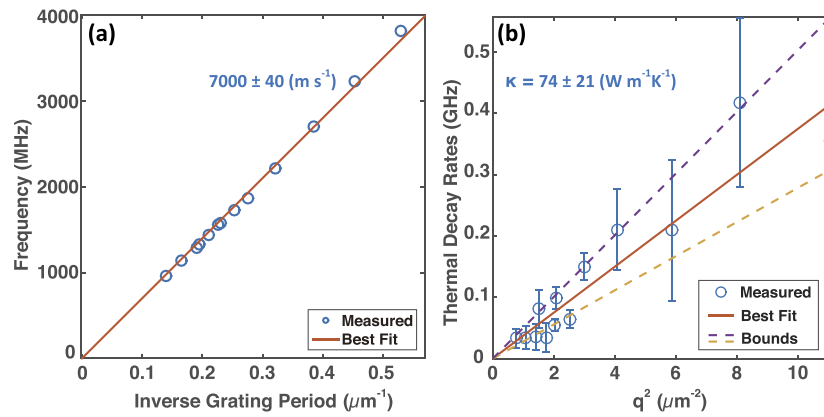 (a)
7000 ± 40 (m s⁻¹)
Frequency (MHz)
4000
3000
2000
1000
0
0
0.1
0.2
0.3
0.4
0.5
Inverse Grating Period (μm⁻¹)
Measured
Best Fit
(b)
κ = 74 ± 21 (W m⁻¹K⁻¹)
Thermal Decay Rates (GHz)
0.5
0.4
0.3
0.2
0.1
0
0
2
4
6
8
10
q² (μm⁻²)
Measured
Best Fit
Bounds